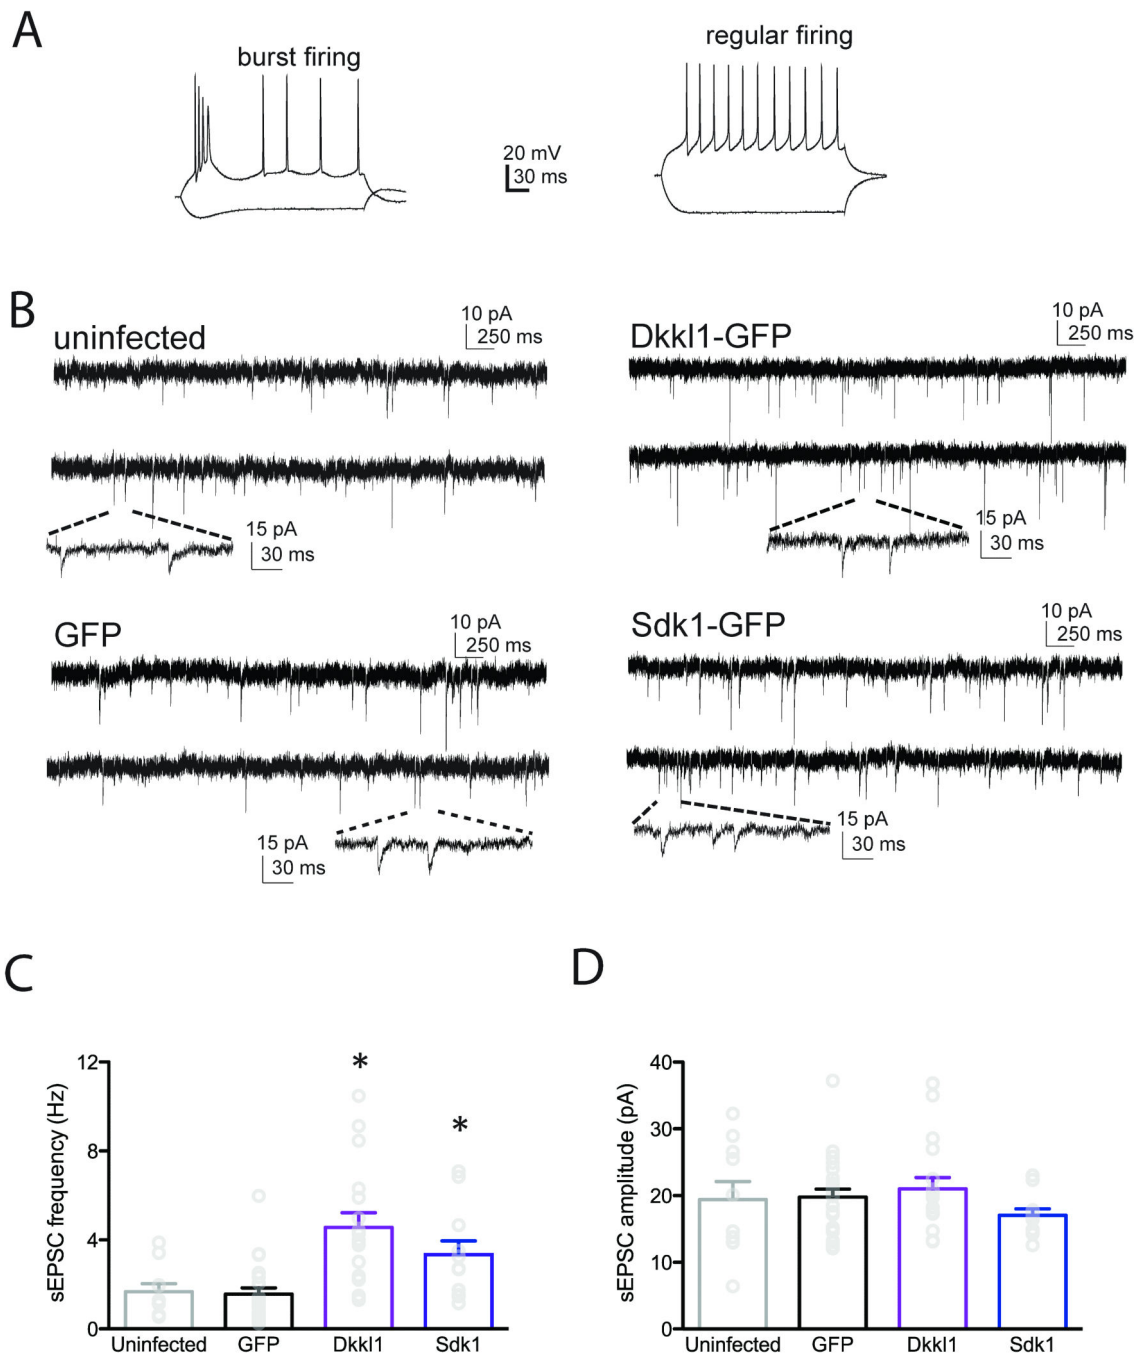 A
burst firing
regular firing
20 mV
30 ms
B
uninfected
10 pA
250 ms
Dkkl1-GFP
10 pA
250 ms
15 pA
30 ms
15 pA
30 ms
GFP
10 pA
250 ms
Sdk1-GFP
10 pA
250 ms
15 pA
30 ms
15 pA
30 ms
C
sEPSC frequency (Hz)
12
8
4
0
*
*
Uninfected GFP Dkkl1 Sdk1
D
sEPSC amplitude (pA)
40
30
20
10
0
Uninfected GFP Dkkl1 Sdk1